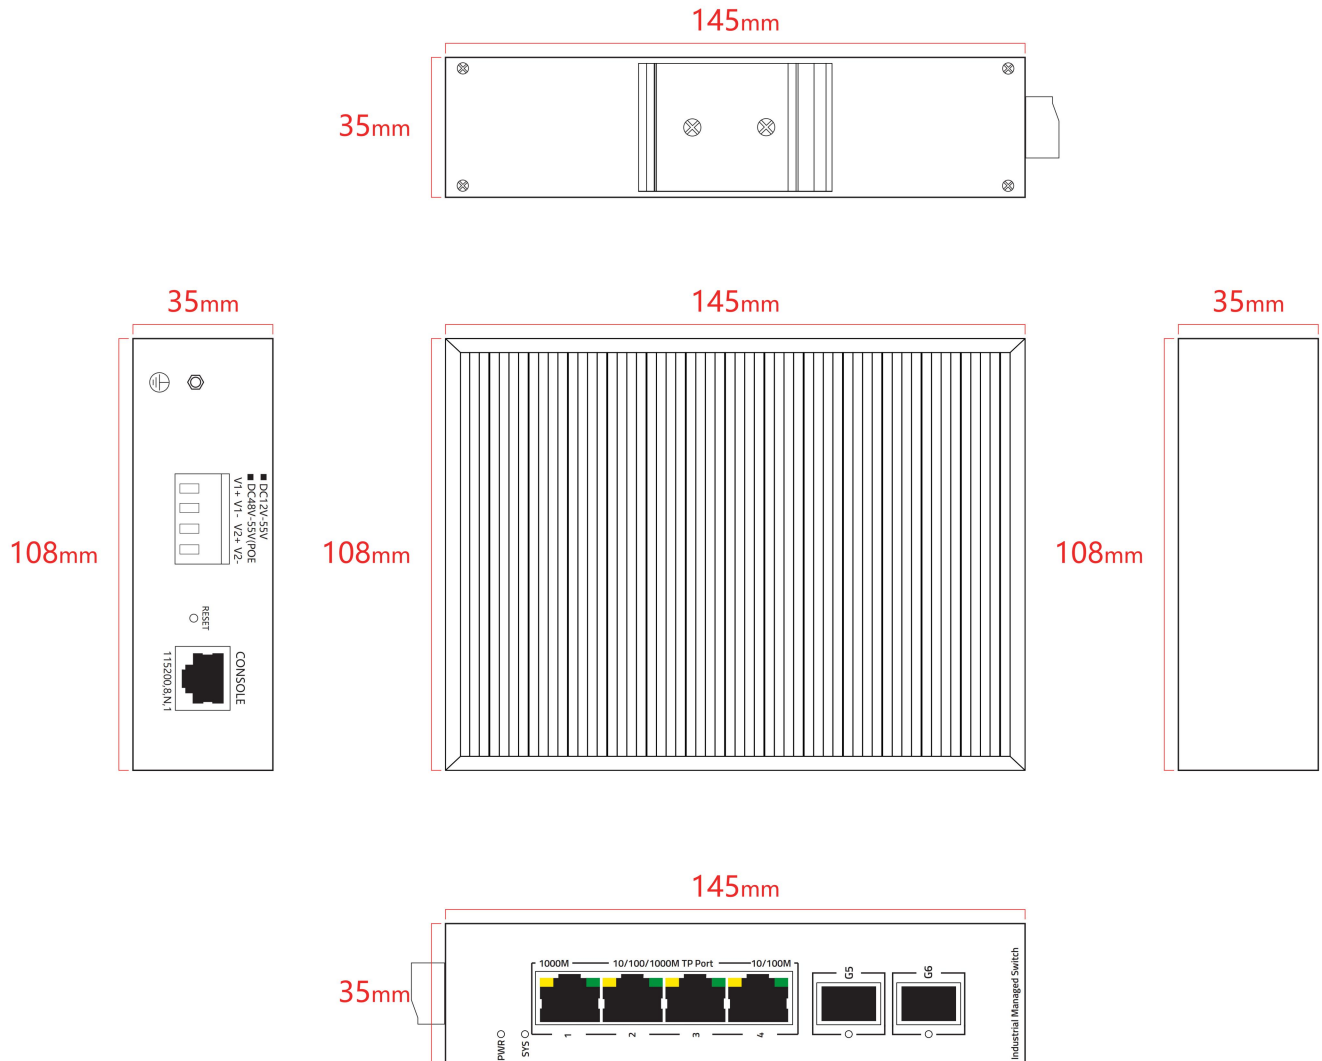 145mm
35mm
35mm
145mm
35mm
108mm
■ DC12V-55V
■ DC48V-55V(POE
V1+ V1- V2+ V2-
RESET
CONSOLE
115200,8,N,1
108mm
108mm
145mm
35mm
1000M
10/100/1000M TP Port
10/100M
1
2
3
4
G5
G6
PWR
SYS
Industrial Managed Switch